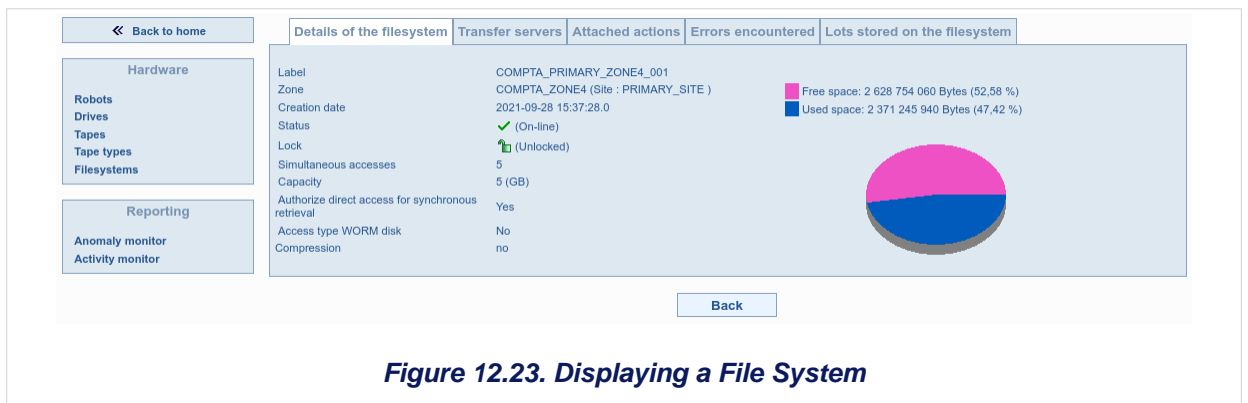 Back to home
Hardware
Robots
Drives
Tapes
Tape types
Filesystems
Reporting
Anomaly monitor
Activity monitor
Details of the filesystem Transfer servers Attached actions Errors encountered Lots stored on the filesystem
Label COMPTA_PRIMARY_ZONE4_001
Zone COMPTA_ZONE4 (Site : PRIMARY_SITE )
Creation date 2021-09-28 15:37:28.0
Status (On-line)
Lock (Unlocked)
Simultaneous accesses 5
Capacity 5 (GB)
Authorize direct access for synchronous
retrieval Yes
Access type WORM disk No
Compression no
Free space: 2 628 754 060 Bytes (52,58 %)
Used space: 2 371 245 940 Bytes (47,42 %)
Back
Figure 12.23. Displaying a File System